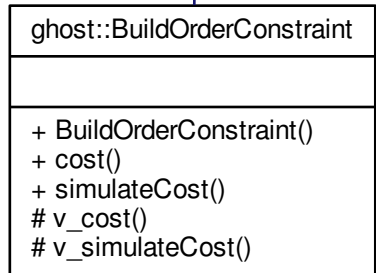 ghost::BuildOrderConstraint
+ BuildOrderConstraint()
+ cost()
+ simulateCost()
# v_cost()
# v_simulateCost()